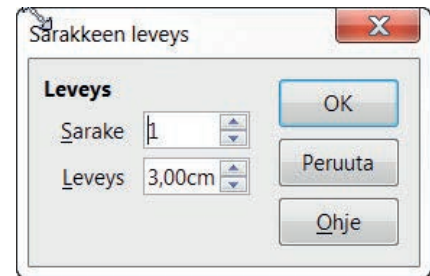 Sarakkeen leveys
Leveys
Sarake 1
Leveys 3,00cm
OK
Peruuta
Ohje